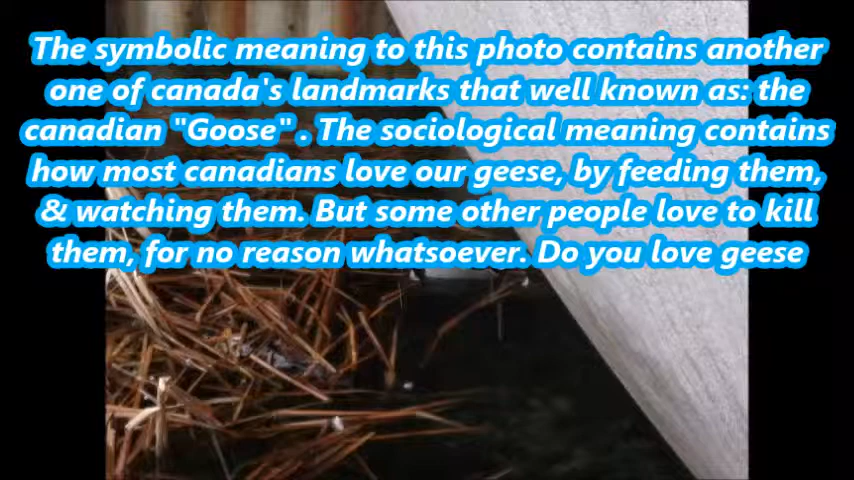 The symbolic meaning to this photo contains another
one of canada's landmarks that well known as: the
canadian "Goose" . The sociological meaning contains
how most canadians love our geese, by feeding them,
& watching them. But some other people love to kill
them, for no reason whatsoever. Do you love geese